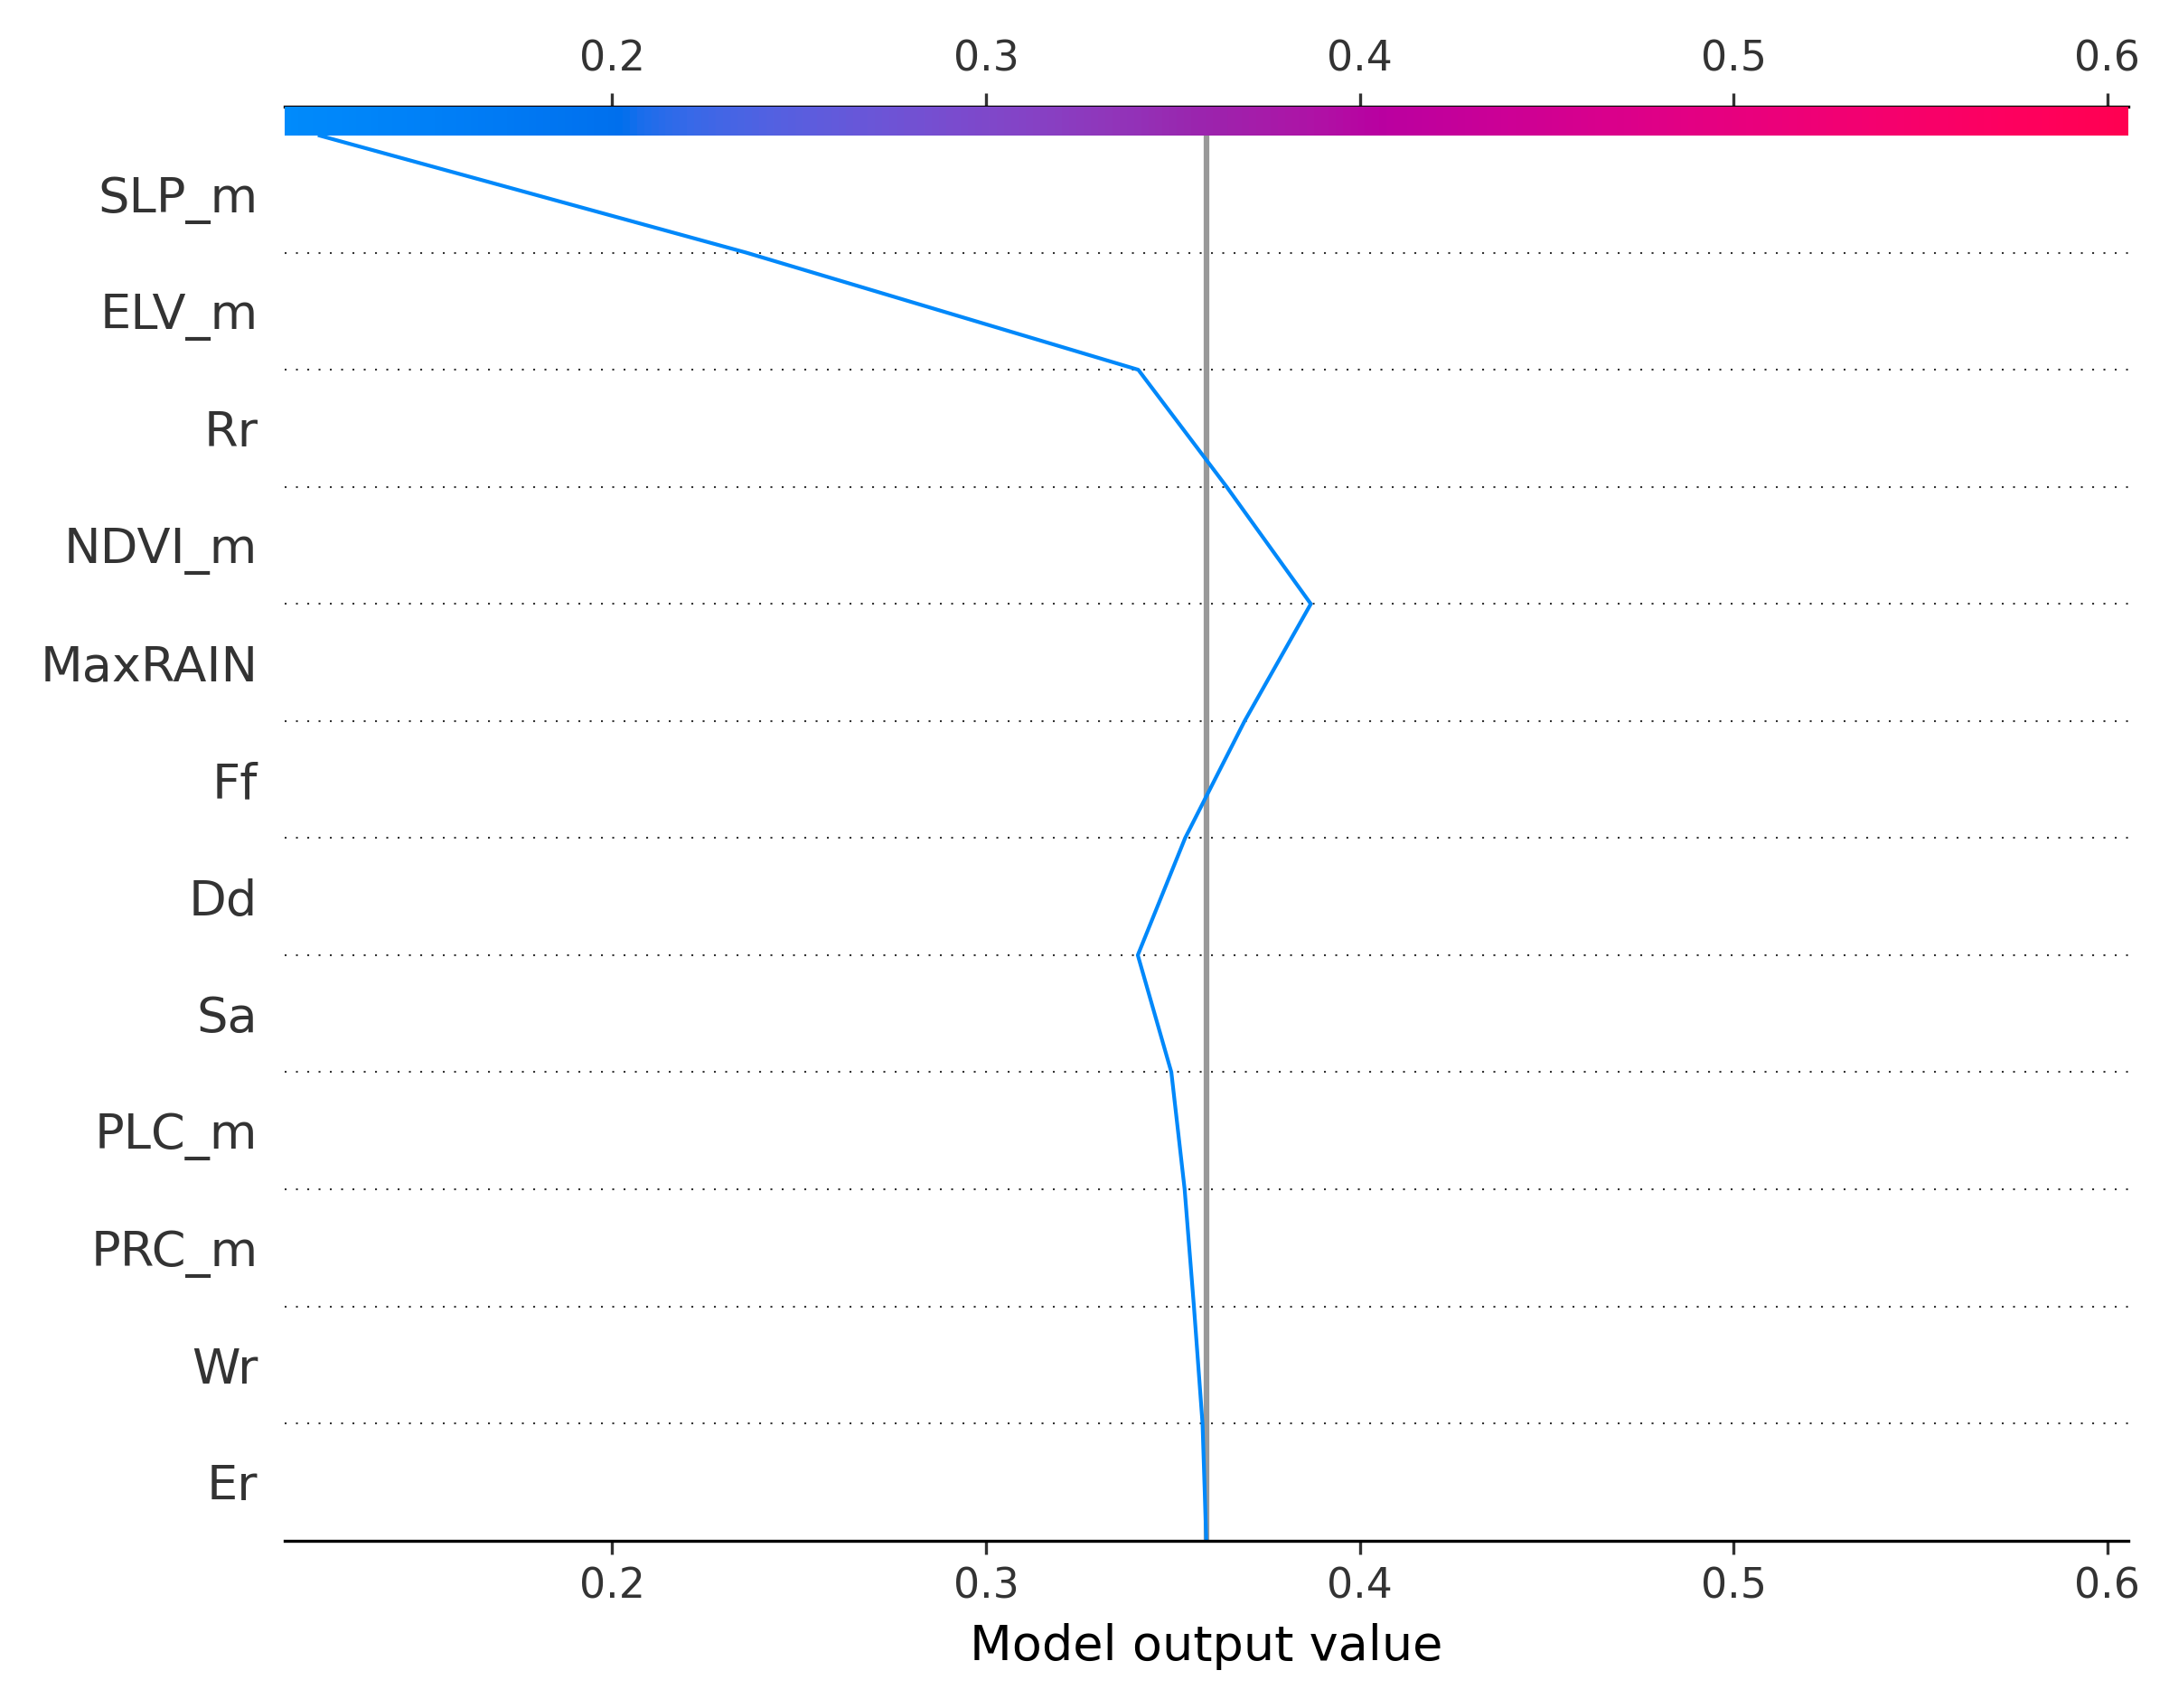 0.2 0.3 0.4 0.5 0.6
SLP_m
ELV_m
Rr
NDVI_m
MaxRAIN
Ff
Dd
Sa
PLC_m
PRC_m
Wr
Er
0.2 0.3 0.4 0.5 0.6
Model output value